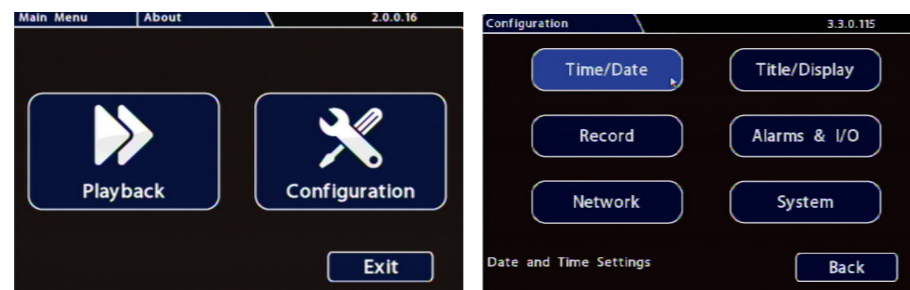 Main Menu About 2.0.0.16
Playback Configuration
Exit
Configuration 3.3.0.115
Time/Date Title/Display
Record Alarms & I/O
Network System
Date and Time Settings Back